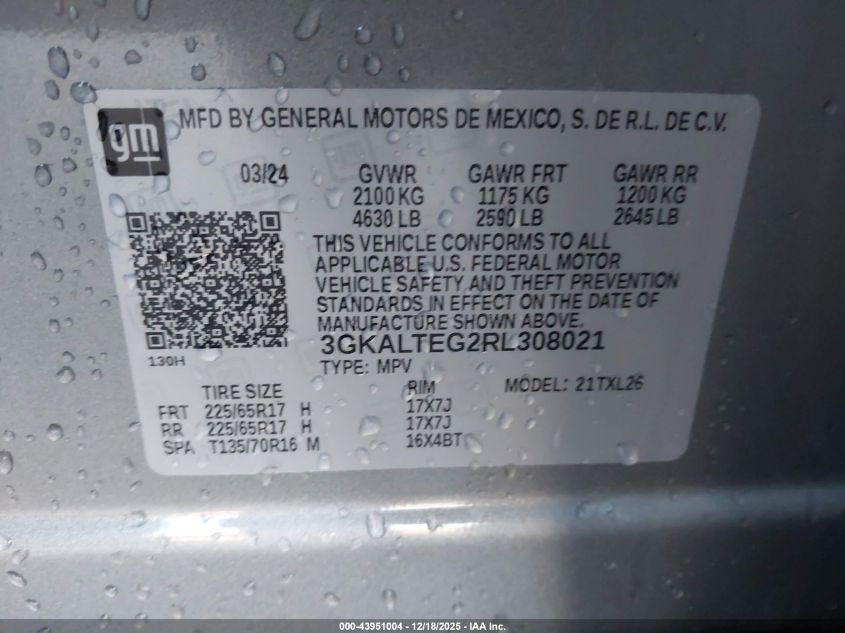 gm
MFD BY GENERAL MOTORS DE MEXICO, S. DE R.L. DE C.V.
03/24 GVWR GAWR FRT GAWR RR
2100 KG 1175 KG 1200 KG
4630 LB 2590 LB 2645 LB
THIS VEHICLE CONFORMS TO ALL
APPLICABLE U.S. FEDERAL MOTOR
VEHICLE SAFETY AND THEFT PREVENTION
STANDARDS IN EFFECT ON THE DATE OF
MANUFACTURE SHOWN ABOVE.
130H 3GKALTEG2RL308021
TYPE: MPV
TIRE SIZE RIM MODEL: 21TXL26
FRT 225/65R17 H 17X7J
RR 225/65R17 H 17X7J
SPA T135/70R16 M 16X4BT
000-43951004 - 12/18/2025 - IAA Inc.